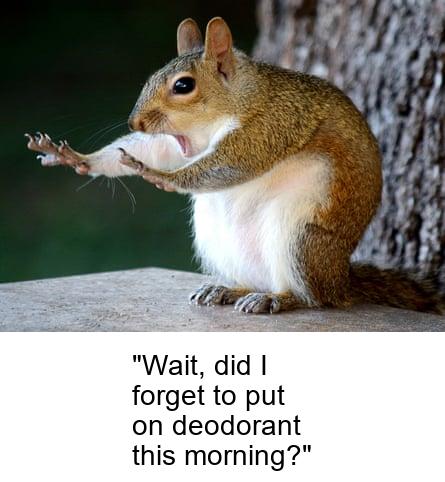 "Wait, did I
forget to put
on deodorant
this morning?"